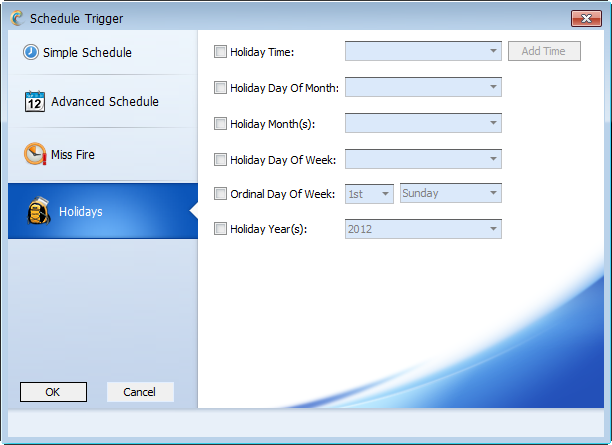 Schedule Trigger
Simple Schedule
12
Advanced Schedule
Miss Fire
Holidays
OK
Cancel
Holiday Time:
Add Time
Holiday Day Of Month:
Holiday Month(s):
Holiday Day Of Week:
Ordinal Day Of Week: 1st Sunday
Holiday Year(s): 2012